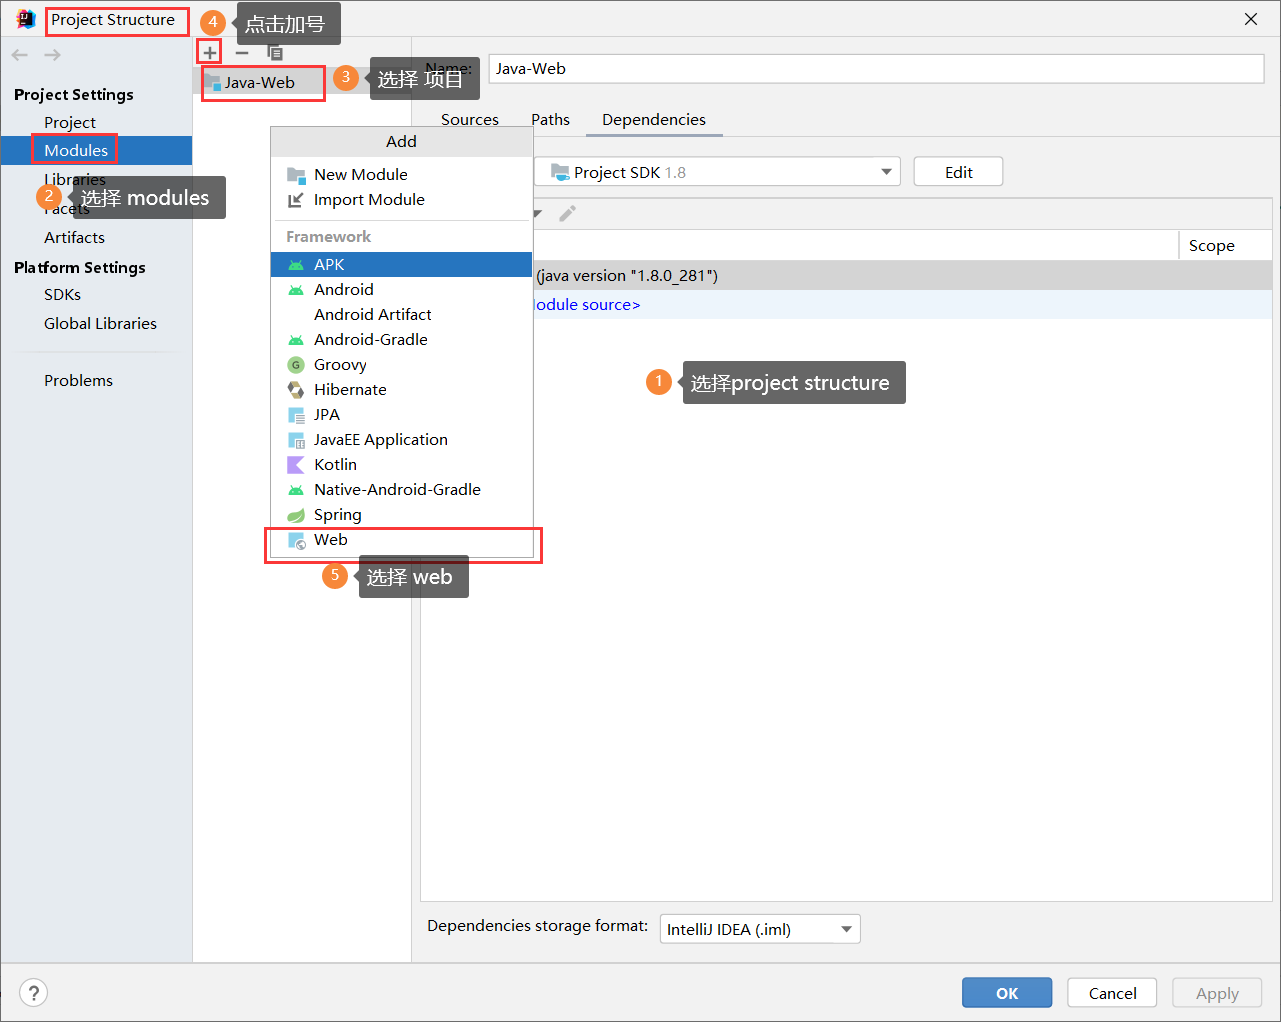 Project Structure
4 点击加号
Java-Web
3 选择 项目
Name:
Java-Web
Project Settings
Project
Modules
Libraries
2 选择 modules
Facets
Artifacts
Platform Settings
SDKs
Global Libraries
Problems
Sources Paths Dependencies
Add
New Module
Import Module
Framework
APK
Android
Android Artifact
Android-Gradle
Groovy
Hibernate
JPA
JavaEE Application
Kotlin
Native-Android-Gradle
Spring
Web
5 选择 web
Project SDK 1.8
Edit
Scope
(java version "1.8.0_281")
odule source>
1 选择project structure
Dependencies storage format: IntelliJ IDEA (.iml)
? OK Cancel Apply